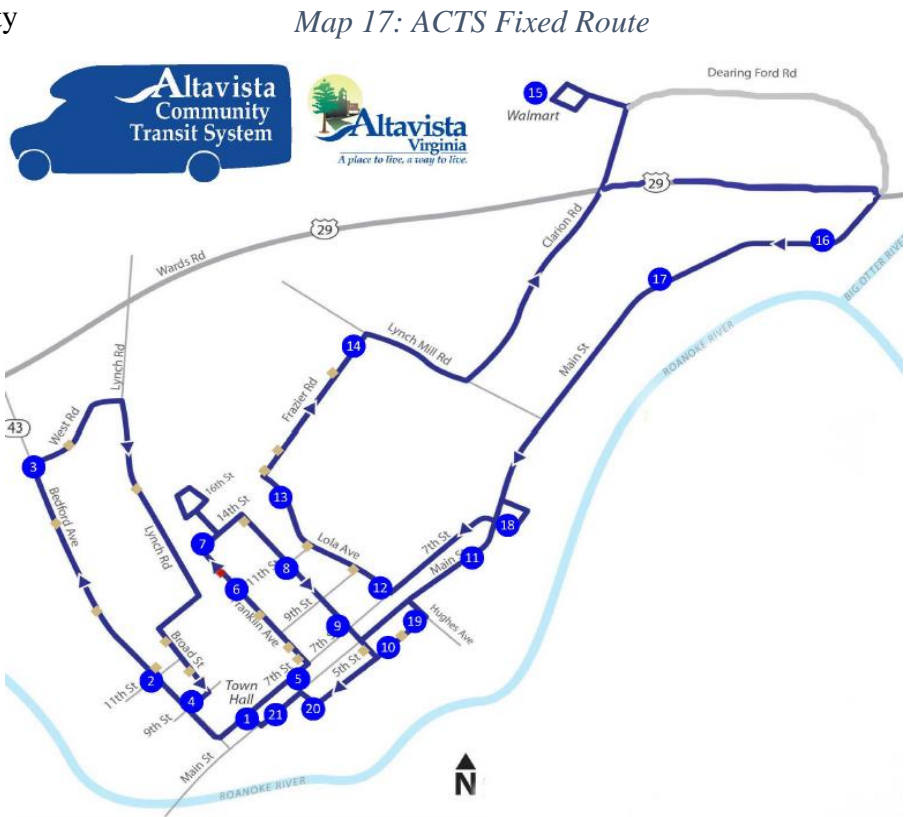 ty
Map 17: ACTS Fixed Route
Altavista
Community
Transit System
Altavista
Virginia
A place to live, a way to live.
Dearing Ford Rd
15
Walmart
29
29
Clarion Rd
16
17
BIG OTTER RIVER
Wards Rd
ROANOKE RIVER
14
Lynch Mill Rd
Main St
Lynch Rd
Frazier Rd
43
West Rd
3
Bedford Ave
16th St
13
14th St
18
Lynch Rd
7
Lola Ave
7th St
11
Main S
8
11th S
12
6
ranklin Ave
9th St
9
19
Hughes Ave
7th
10
5th St
Broad St
2
7th St
5
11th St
Town
Hall
4
20
9th St
1
21
Main St
N
ROANOKE RIVER